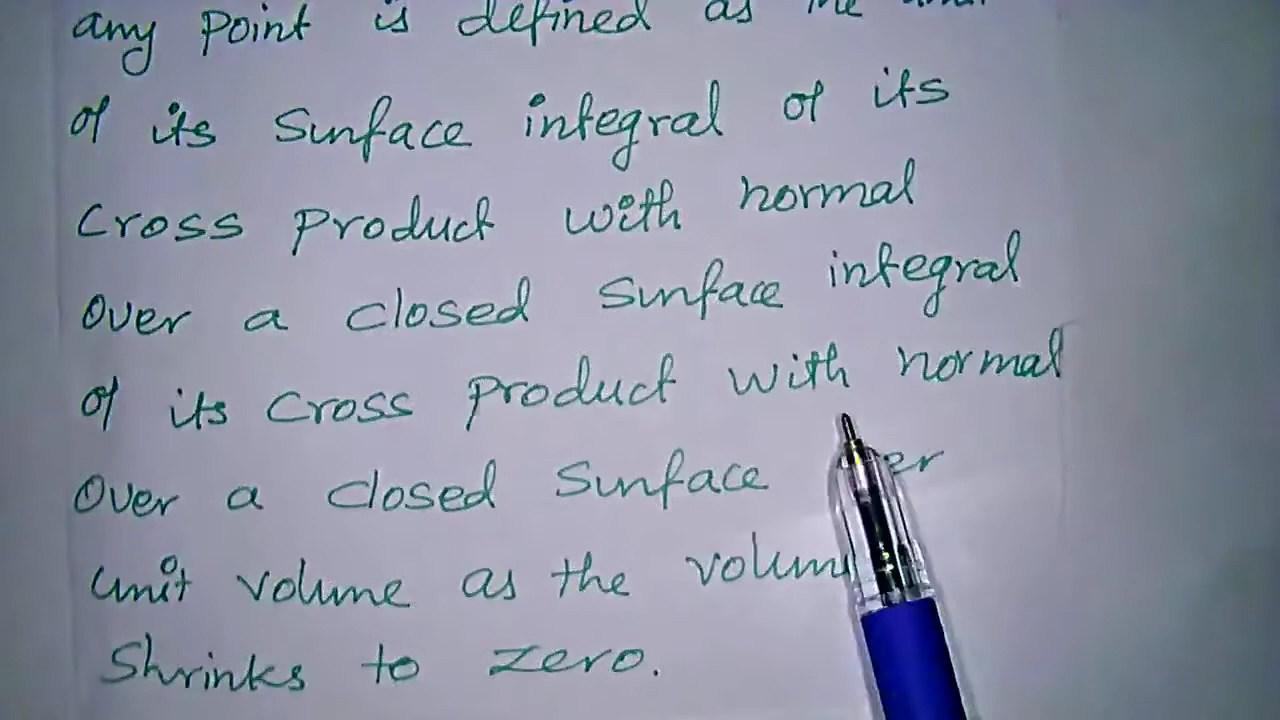 any point is defined as the
of its Surface integral of its
Cross product with normal
Over a closed surface integral
of its cross product with normal
Over a closed surface
unit volume as the
Shrinks to zero.